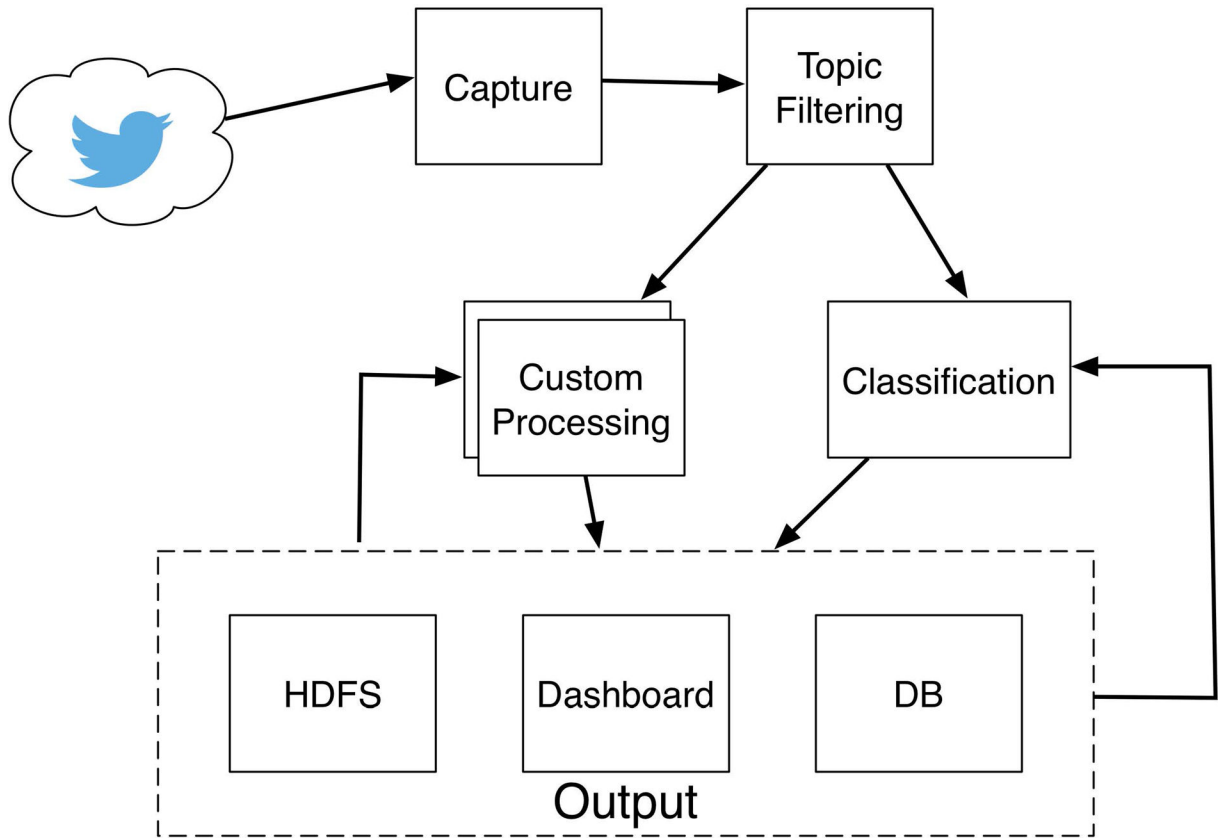 Capture
Topic
Filtering
Custom
Processing
Classification
HDFS
Dashboard
DB
Output